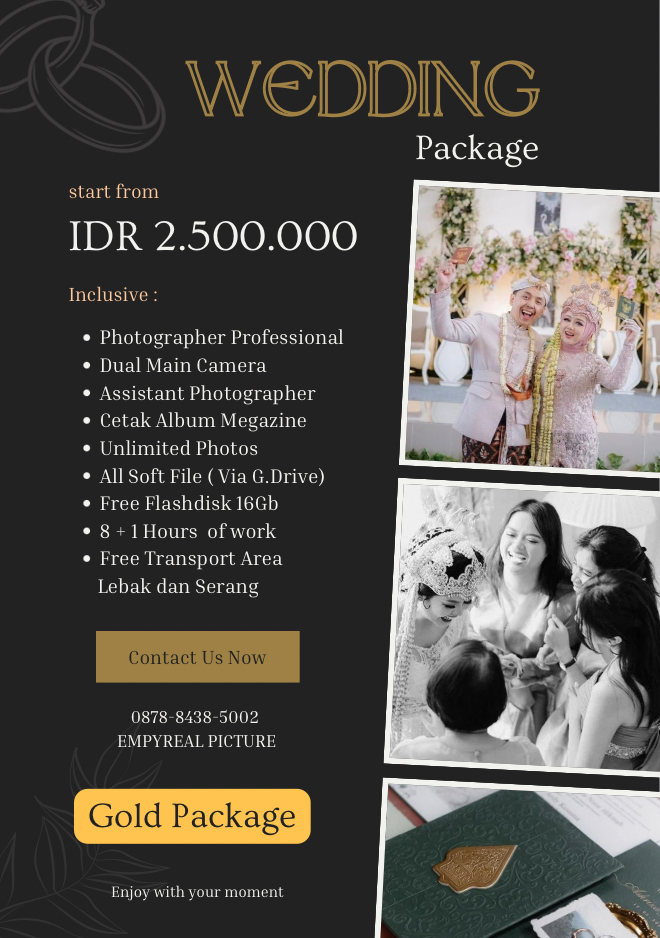 WEDDING
Package
start from
IDR 2.500.000
Inclusive :
• Photographer Professional
• Dual Main Camera
• Assistant Photographer
• Cetak Album Megazine
• Unlimited Photos
• All Soft File ( Via G.Drive)
• Free Flashdisk 16Gb
• 8 + 1 Hours of work
• Free Transport Area
Lebak dan Serang
Contact Us Now
0878-8438-5002
EMPYREAL PICTURE
Gold Package
Enjoy with your moment